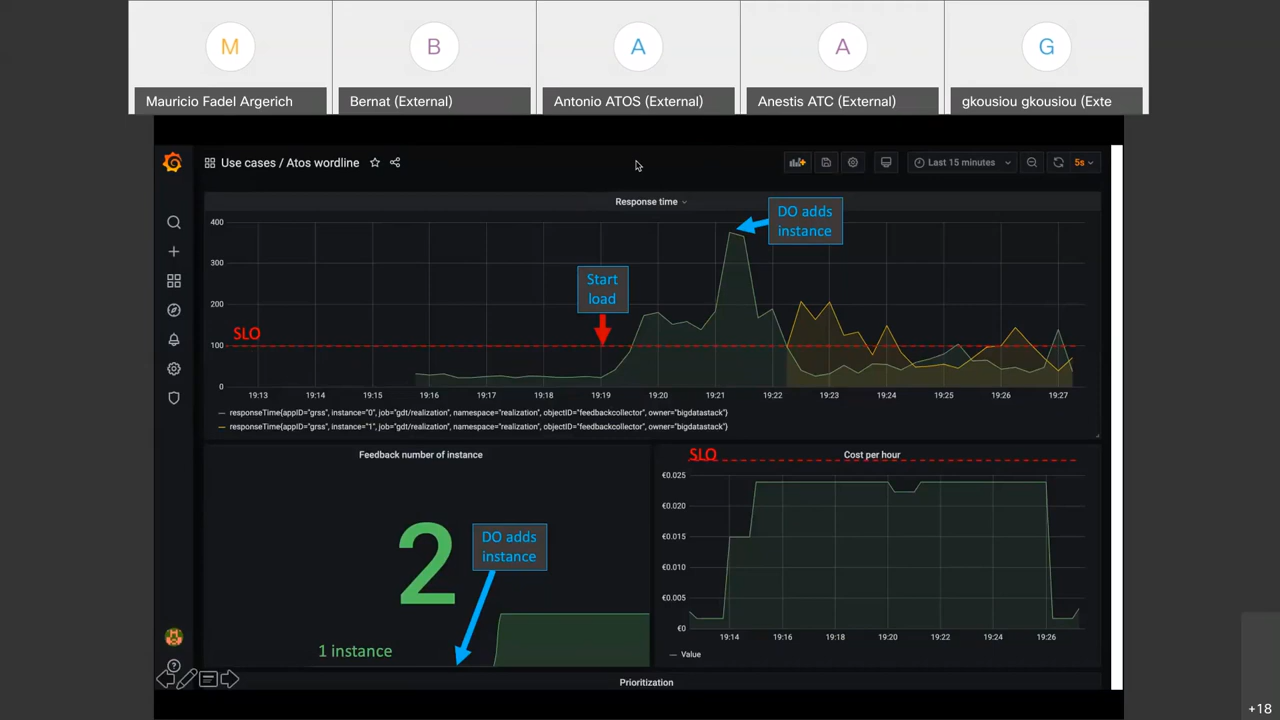 M
B
A
A
G
Mauricio Fadel Argerich
Bernat (External)
Antonio ATOS (External)
Anestis ATC (External)
gkousiou gkousiou (Exte
Use cases / Atos wordline
Last 15 minutes
5s
Response time
400
300
200
100
0
DO adds
instance
Start
load
SLO
19:13 19:14 19:15 19:16 19:17 19:18 19:19 19:20 19:21 19:22 19:23 19:24 19:25 19:26 19:27
responseTime{appID="grss", instance="0", job="gdt/realization", namespace="realization", objectID="feedbackcollector", owner="bigdatastack"}
responseTime{appID="grss", instance="1", job="gdt/realization", namespace="realization", objectID="feedbackcollector", owner="bigdatastack"}
Feedback number of instance
2
DO adds
instance
1 instance
SLO
Cost per hour
€0.025
€0.020
€0.015
€0.010
€0.005
€0
19:14 19:16 19:18 19:20 19:22 19:24 19:26
Value
Prioritization
+18